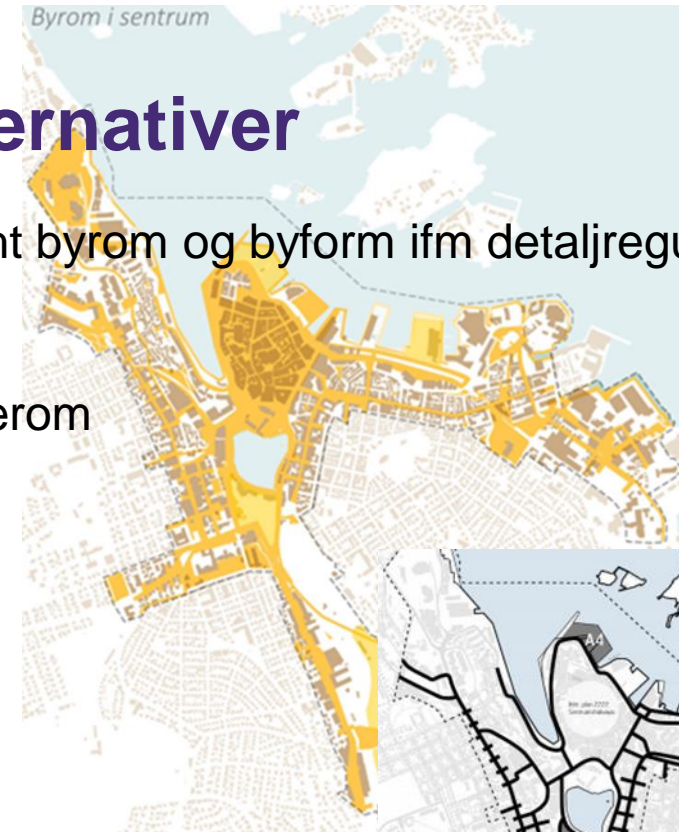 Byrom i sentrum
ernativer
nt byrom og byform ifm detaljregu
erom
A4